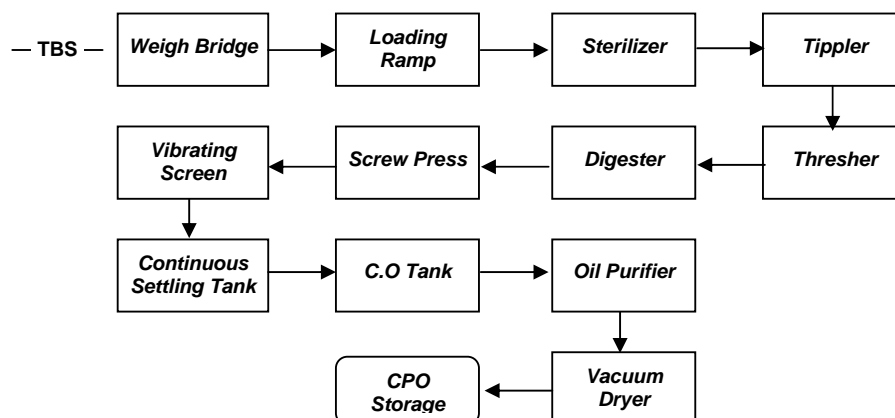 — TBS —
Weigh Bridge
Loading
Ramp
Sterilizer
Tippler
Thresher
Digester
Screw Press
Vibrating
Screen
Continuous
Settling Tank
C.O Tank
Oil Purifier
Vacuum
Dryer
CPO
Storage